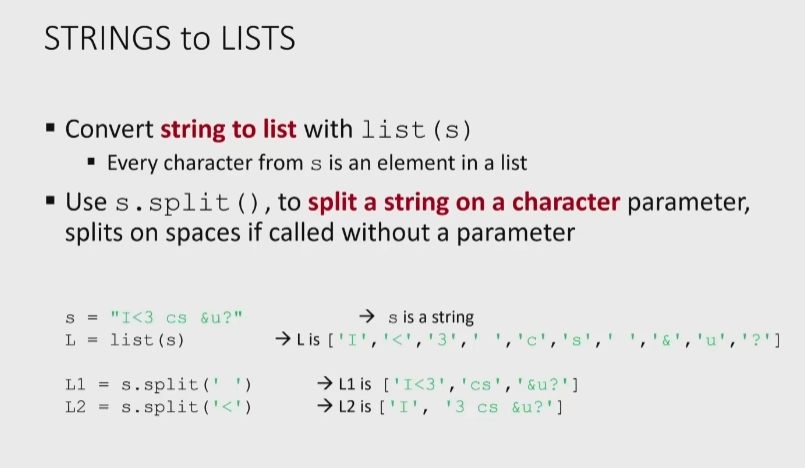 STRINGS to LISTS
▪ Convert string to list with list(s)
▪ Every character from s is an element in a list
▪ Use s.split(), to split a string on a character parameter,
splits on spaces if called without a parameter
s = "I<3 cs &u?" → s is a string
L = list(s) → L is ['I','<','3',' ','c','s',' ','&','u','?']
L1 = s.split(' ') → L1 is ['I<3','cs','&u?']
L2 = s.split('<') → L2 is ['I', '3 cs &u?']